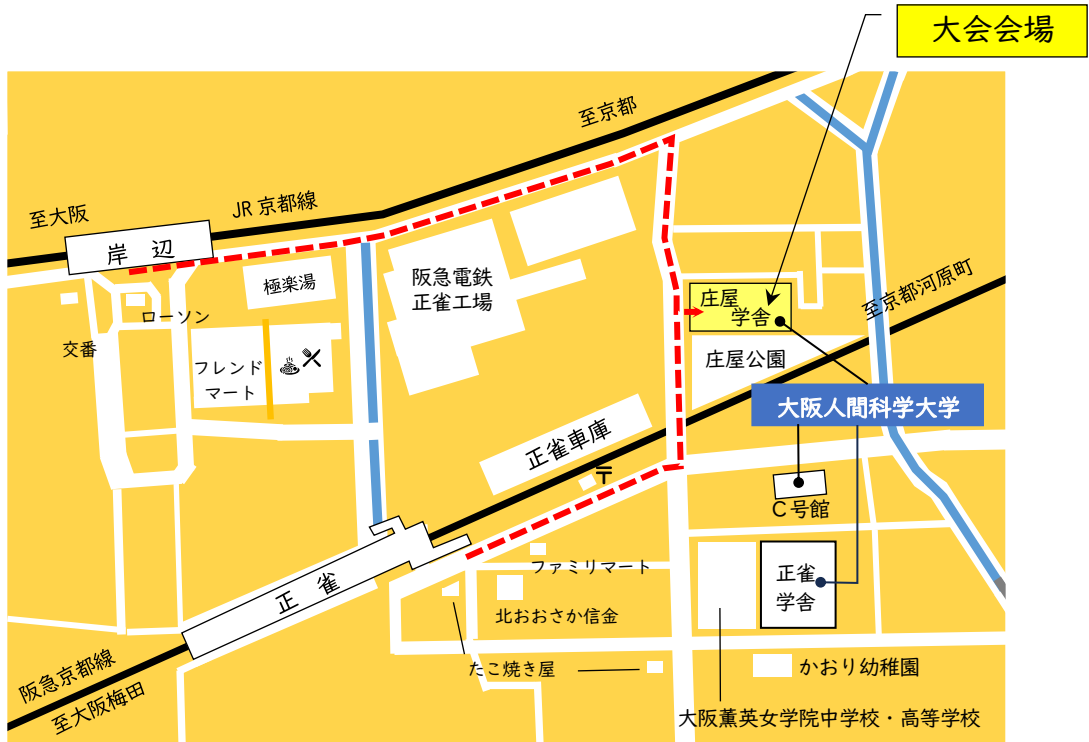 大会会場
至京都
至大阪
JR 京都線
岸　辺
極楽湯
阪急電鉄
正雀工場
庄屋
学舎
至京都河原町
ローソン
交番
フレンド
マート
庄屋公園
大阪人間科学大学
正雀車庫
〒
C号館
ファミリマート
正雀
学舎
正　雀
北おおさか信金
たこ焼き屋
かおり幼稚園
阪急京都線
至大阪梅田
大阪薫英女学院中学校・高等学校